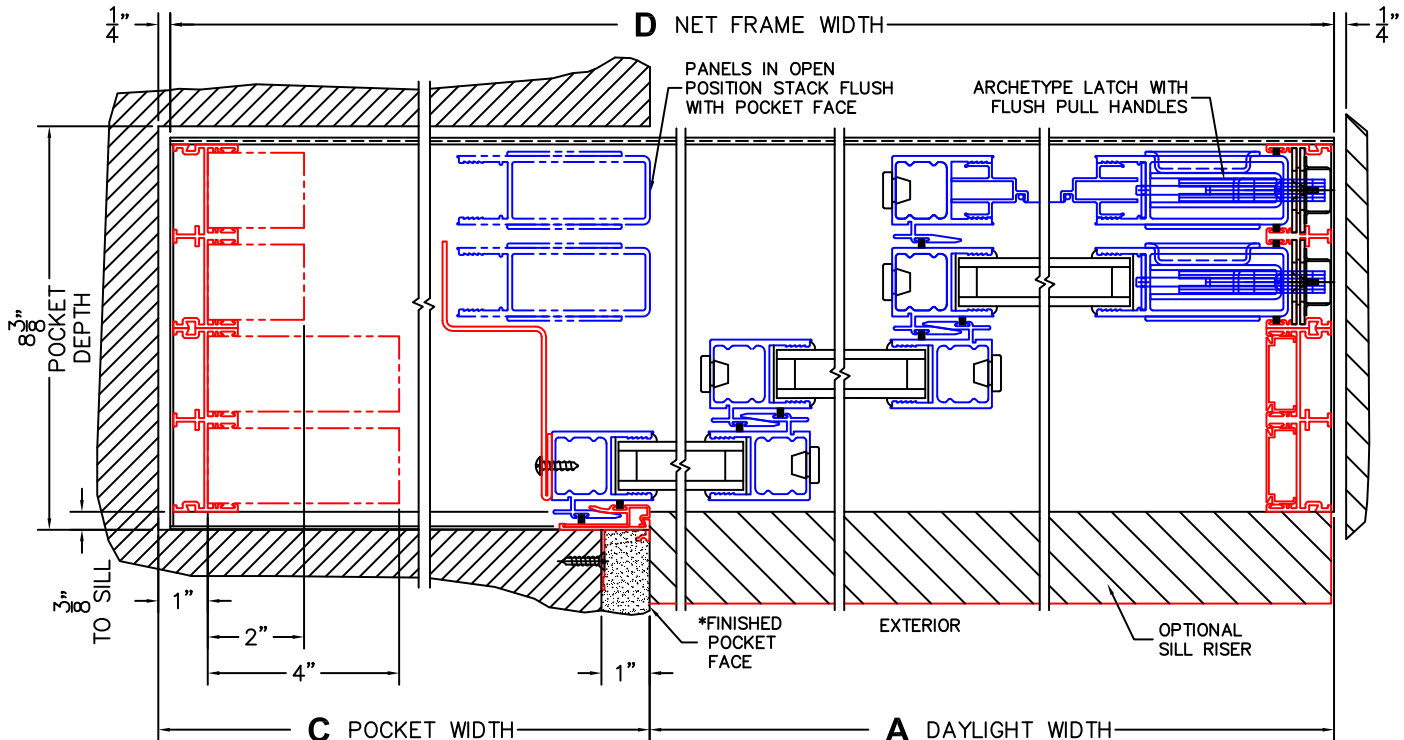 1/4"
D NET FRAME WIDTH
1/4"
PANELS IN OPEN
POSITION STACK FLUSH
WITH POCKET FACE
ARCHETYPE LATCH WITH
FLUSH PULL HANDLES
8 3/8"
POCKET
DEPTH
3/8"
TO SILL
1"
2"
4"
1"
*FINISHED
POCKET
FACE
EXTERIOR
OPTIONAL
SILL RISER
C POCKET WIDTH
A DAYLIGHT WIDTH